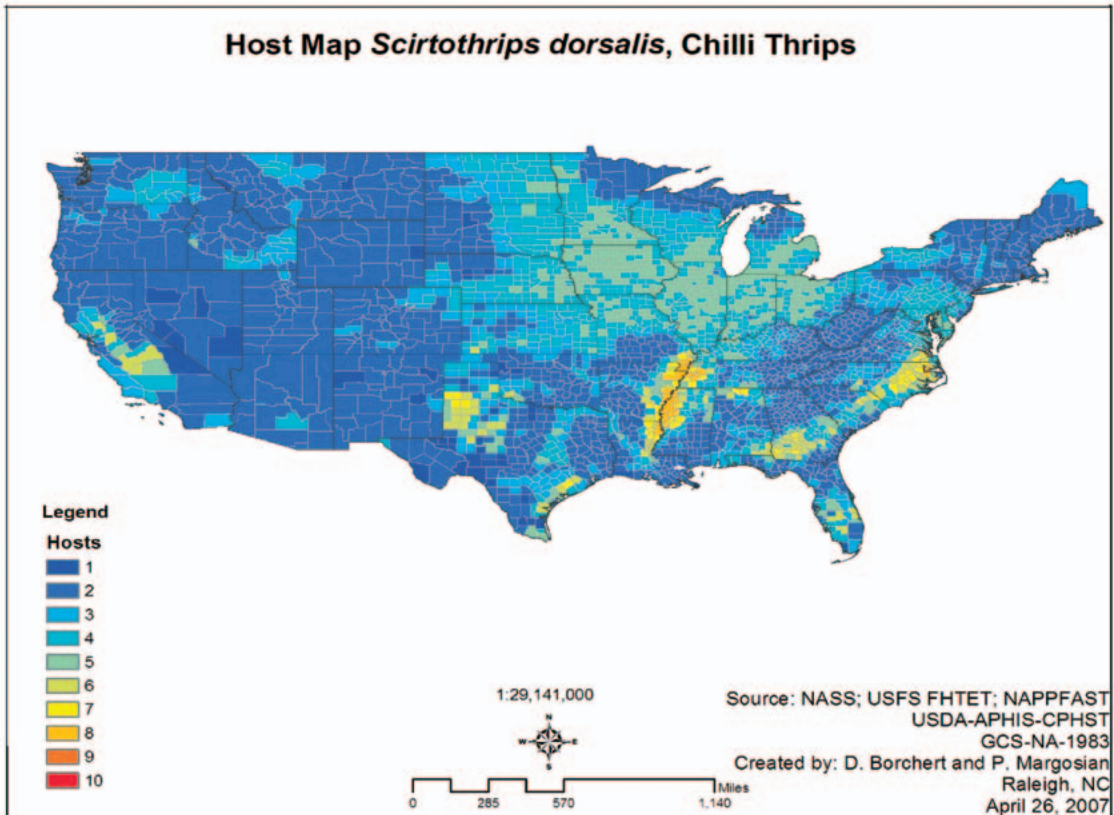 Host Map Scirtothrips dorsalis, Chilli Thrips
Legend
Hosts
1
2
3
4
5
6
7
8
9
10
1:29,141,000
N
W E
S
Miles
0 285 570 1,140
Source: NASS; USFS FHTET; NAPPFAST
USDA-APHIS-CPHST
GCS-NA-1983
Created by: D. Borchert and P. Margosian
Raleigh, NC
April 26, 2007